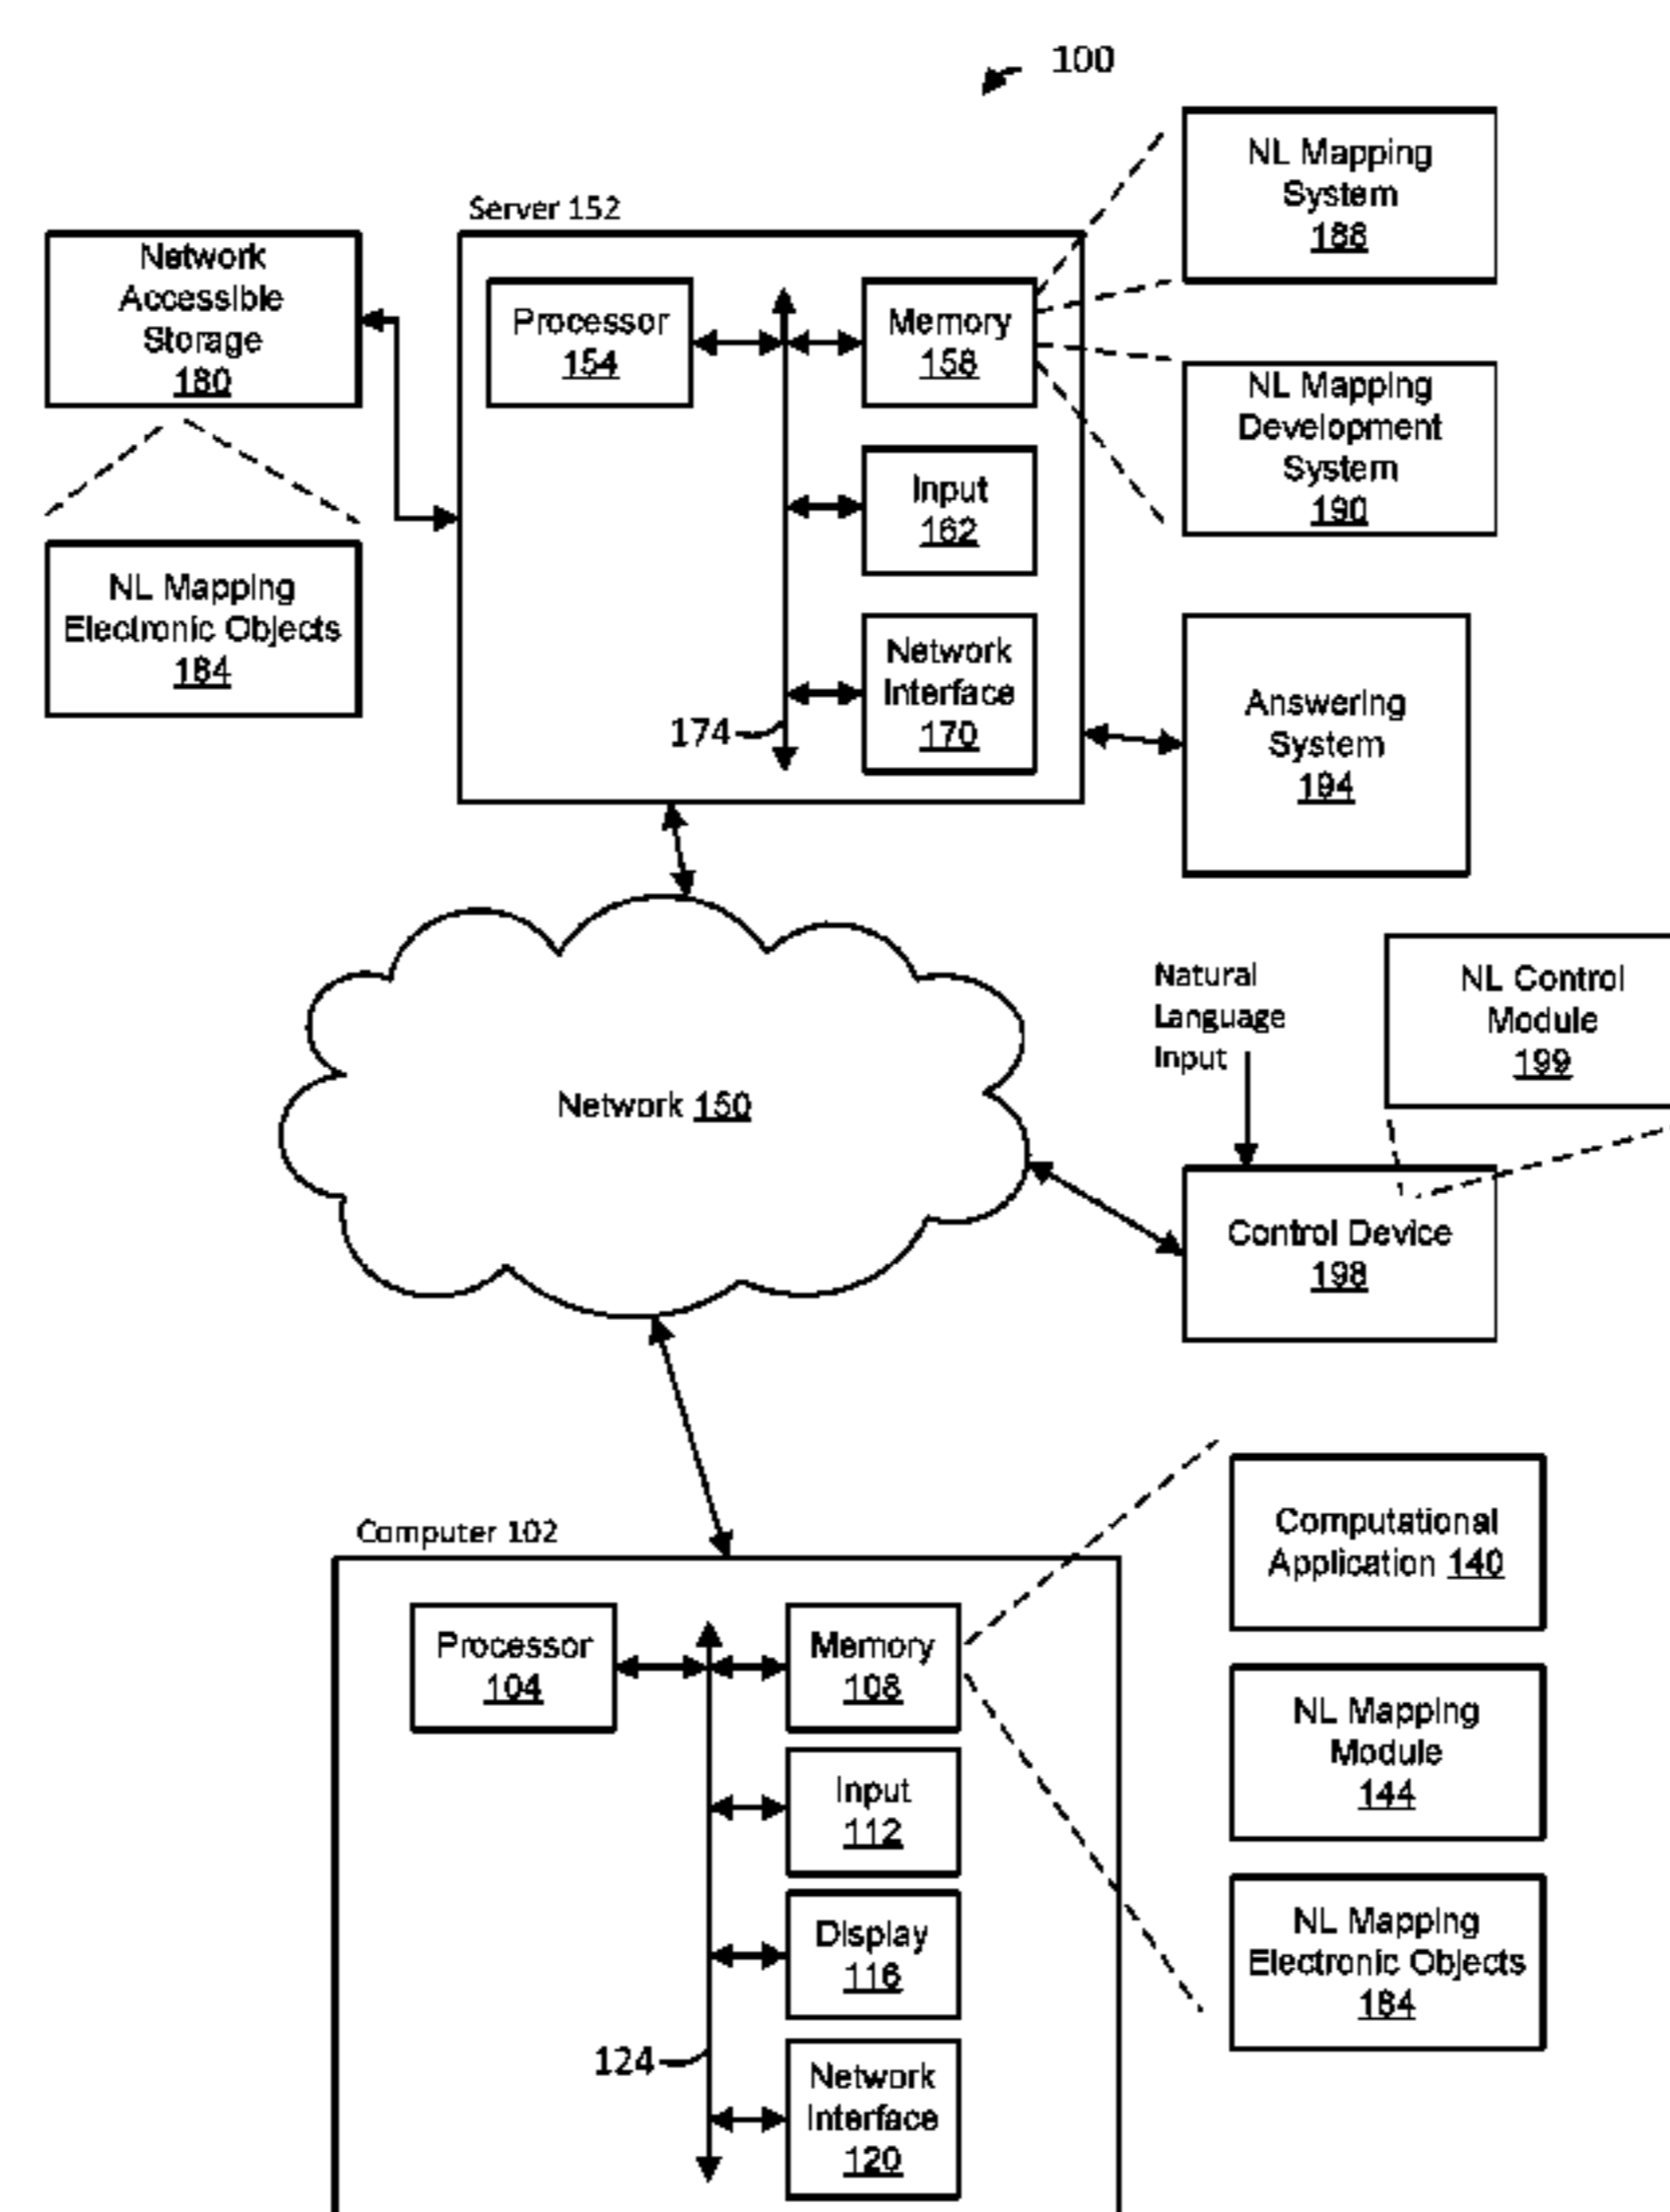 100
NL Mapping
System
188
Server 152
Network
Accessible
Storage
180
Processor
154
Memory
158
NL Mapping
Development
System
190
Input
162
NL Mapping
Electronic Objects
184
Network
Interface
170
174
Answering
System
194
Natural
Language
Input
NL Control
Module
199
Network 150
Control Device
198
Computer 102
Computational
Application 140
Processor
104
Memory
108
NL Mapping
Module
144
Input
112
Display
116
NL Mapping
Electronic Objects
184
124
Network
Interface
120